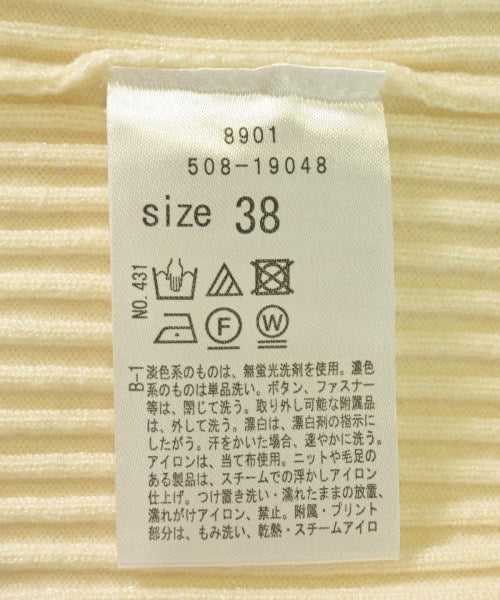 8901
508-19048
size 38
NO. 431
F
W
B-1
淡色系のものは、無蛍光洗剤を使用。濃色
系のものは単品洗い。ボタン、ファスナー
等は、閉じて洗う。取り外し可能な附属品
は、外して洗う。漂白は、漂白剤の指示に
したがう。汗をかいた場合、速やかに洗う。
アイロンは、当て布使用。ニットや毛足の
ある製品は、スチームでの浮かしアイロン
仕上げ。つけ置き洗い・濡れたままの放置、
濡れがけアイロン、禁止。附属・プリント
部分は、もみ洗い、乾熱・スチームアイロ